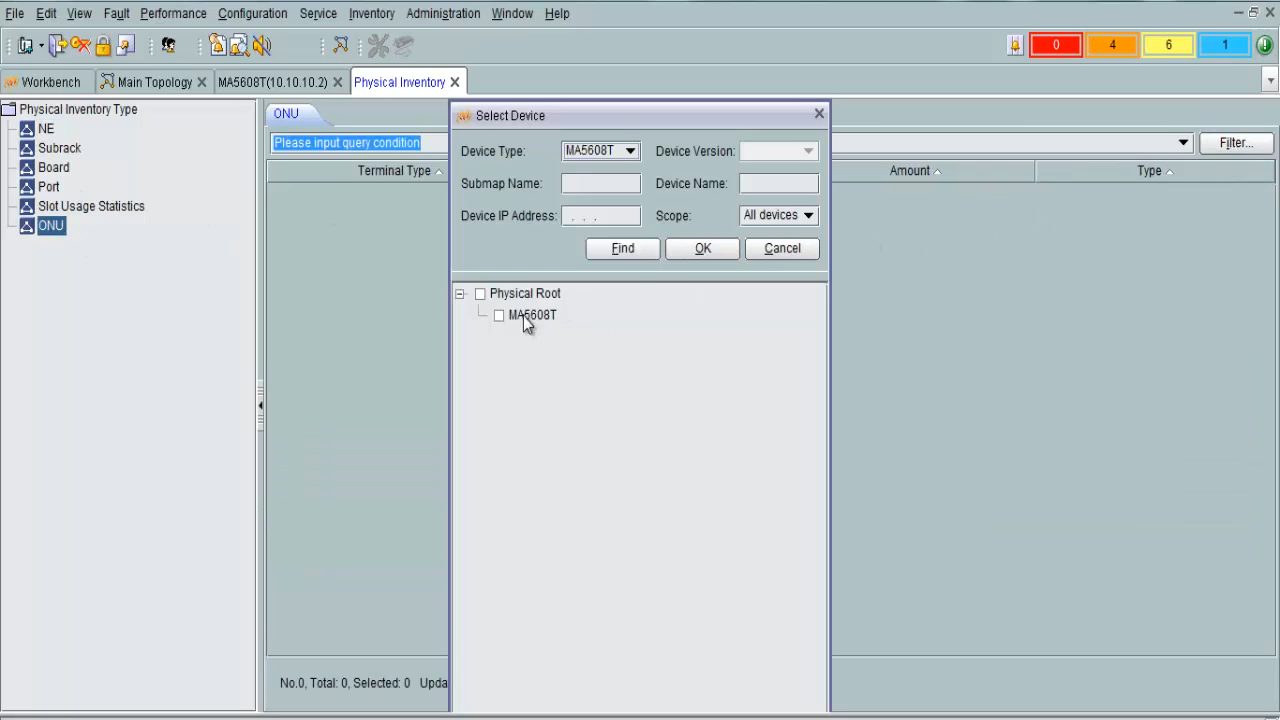 File Edit View Fault Performance Configuration Service Inventory Administration Window Help
0 4 6 1
Workbench Main Topology MA5608T(10.10.10.2) Physical Inventory
Physical Inventory Type
NE
Subrack
Board
Port
Slot Usage Statistics
ONU
ONU
Please input query condition
Filter...
Terminal Type Amount Type
Select Device
Device Type: MA5608T Device Version:
Submap Name: Device Name:
Device IP Address: . . . Scope: All devices
Find OK Cancel
Physical Root
MA5608T
No.0, Total: 0, Selected: 0 Upda